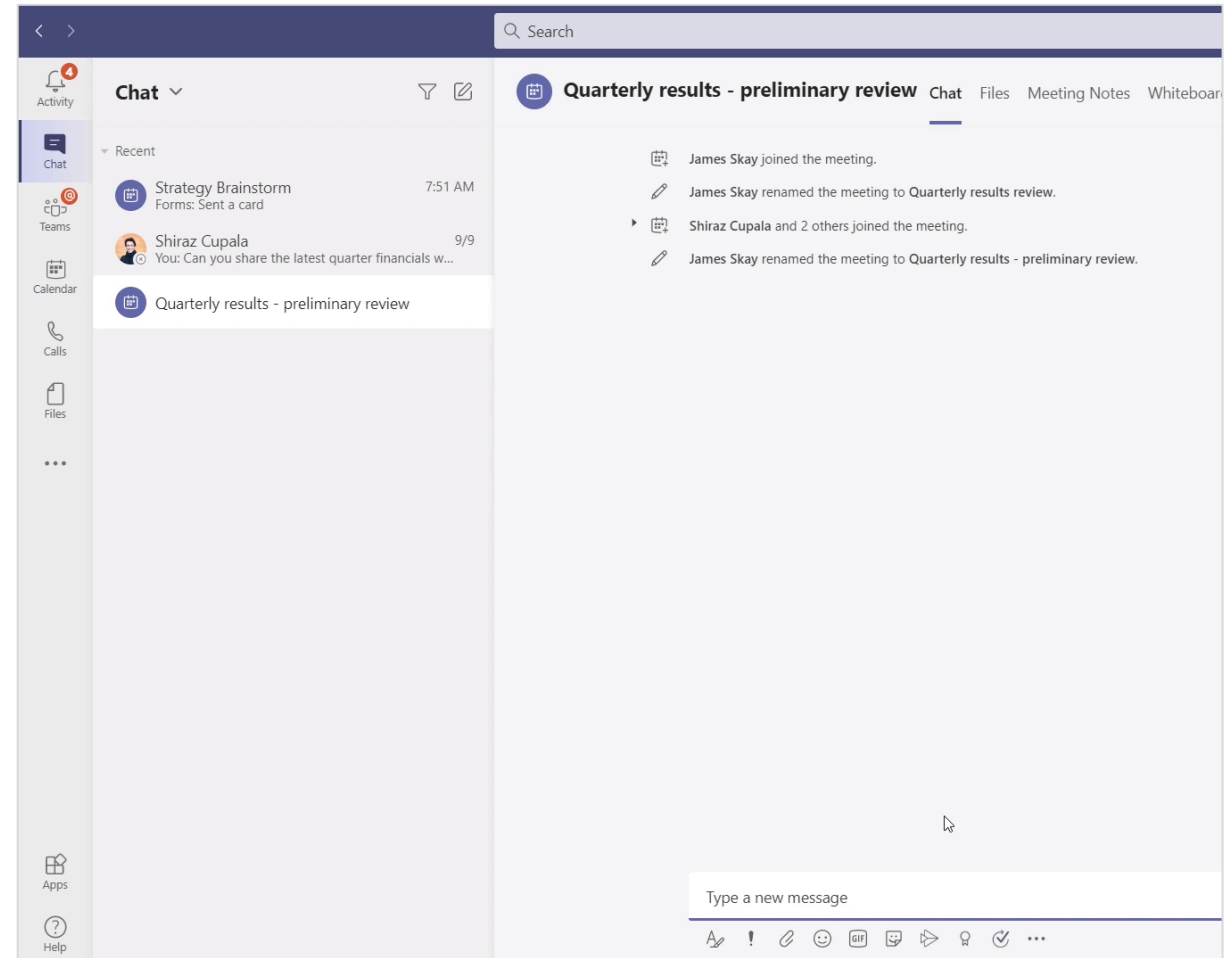 Search
4
Activity
Chat
Teams
Calendar
Calls
Files
Apps
Help
Chat
Recent
Strategy Brainstorm 7:51 AM
Forms: Sent a card
Shiraz Cupala 9/9
You: Can you share the latest quarter financials w...
Quarterly results - preliminary review
Quarterly results - preliminary review Chat Files Meeting Notes Whiteboar
James Skay joined the meeting.
James Skay renamed the meeting to Quarterly results review.
Shiraz Cupala and 2 others joined the meeting.
James Skay renamed the meeting to Quarterly results - preliminary review.
Type a new message
GIF